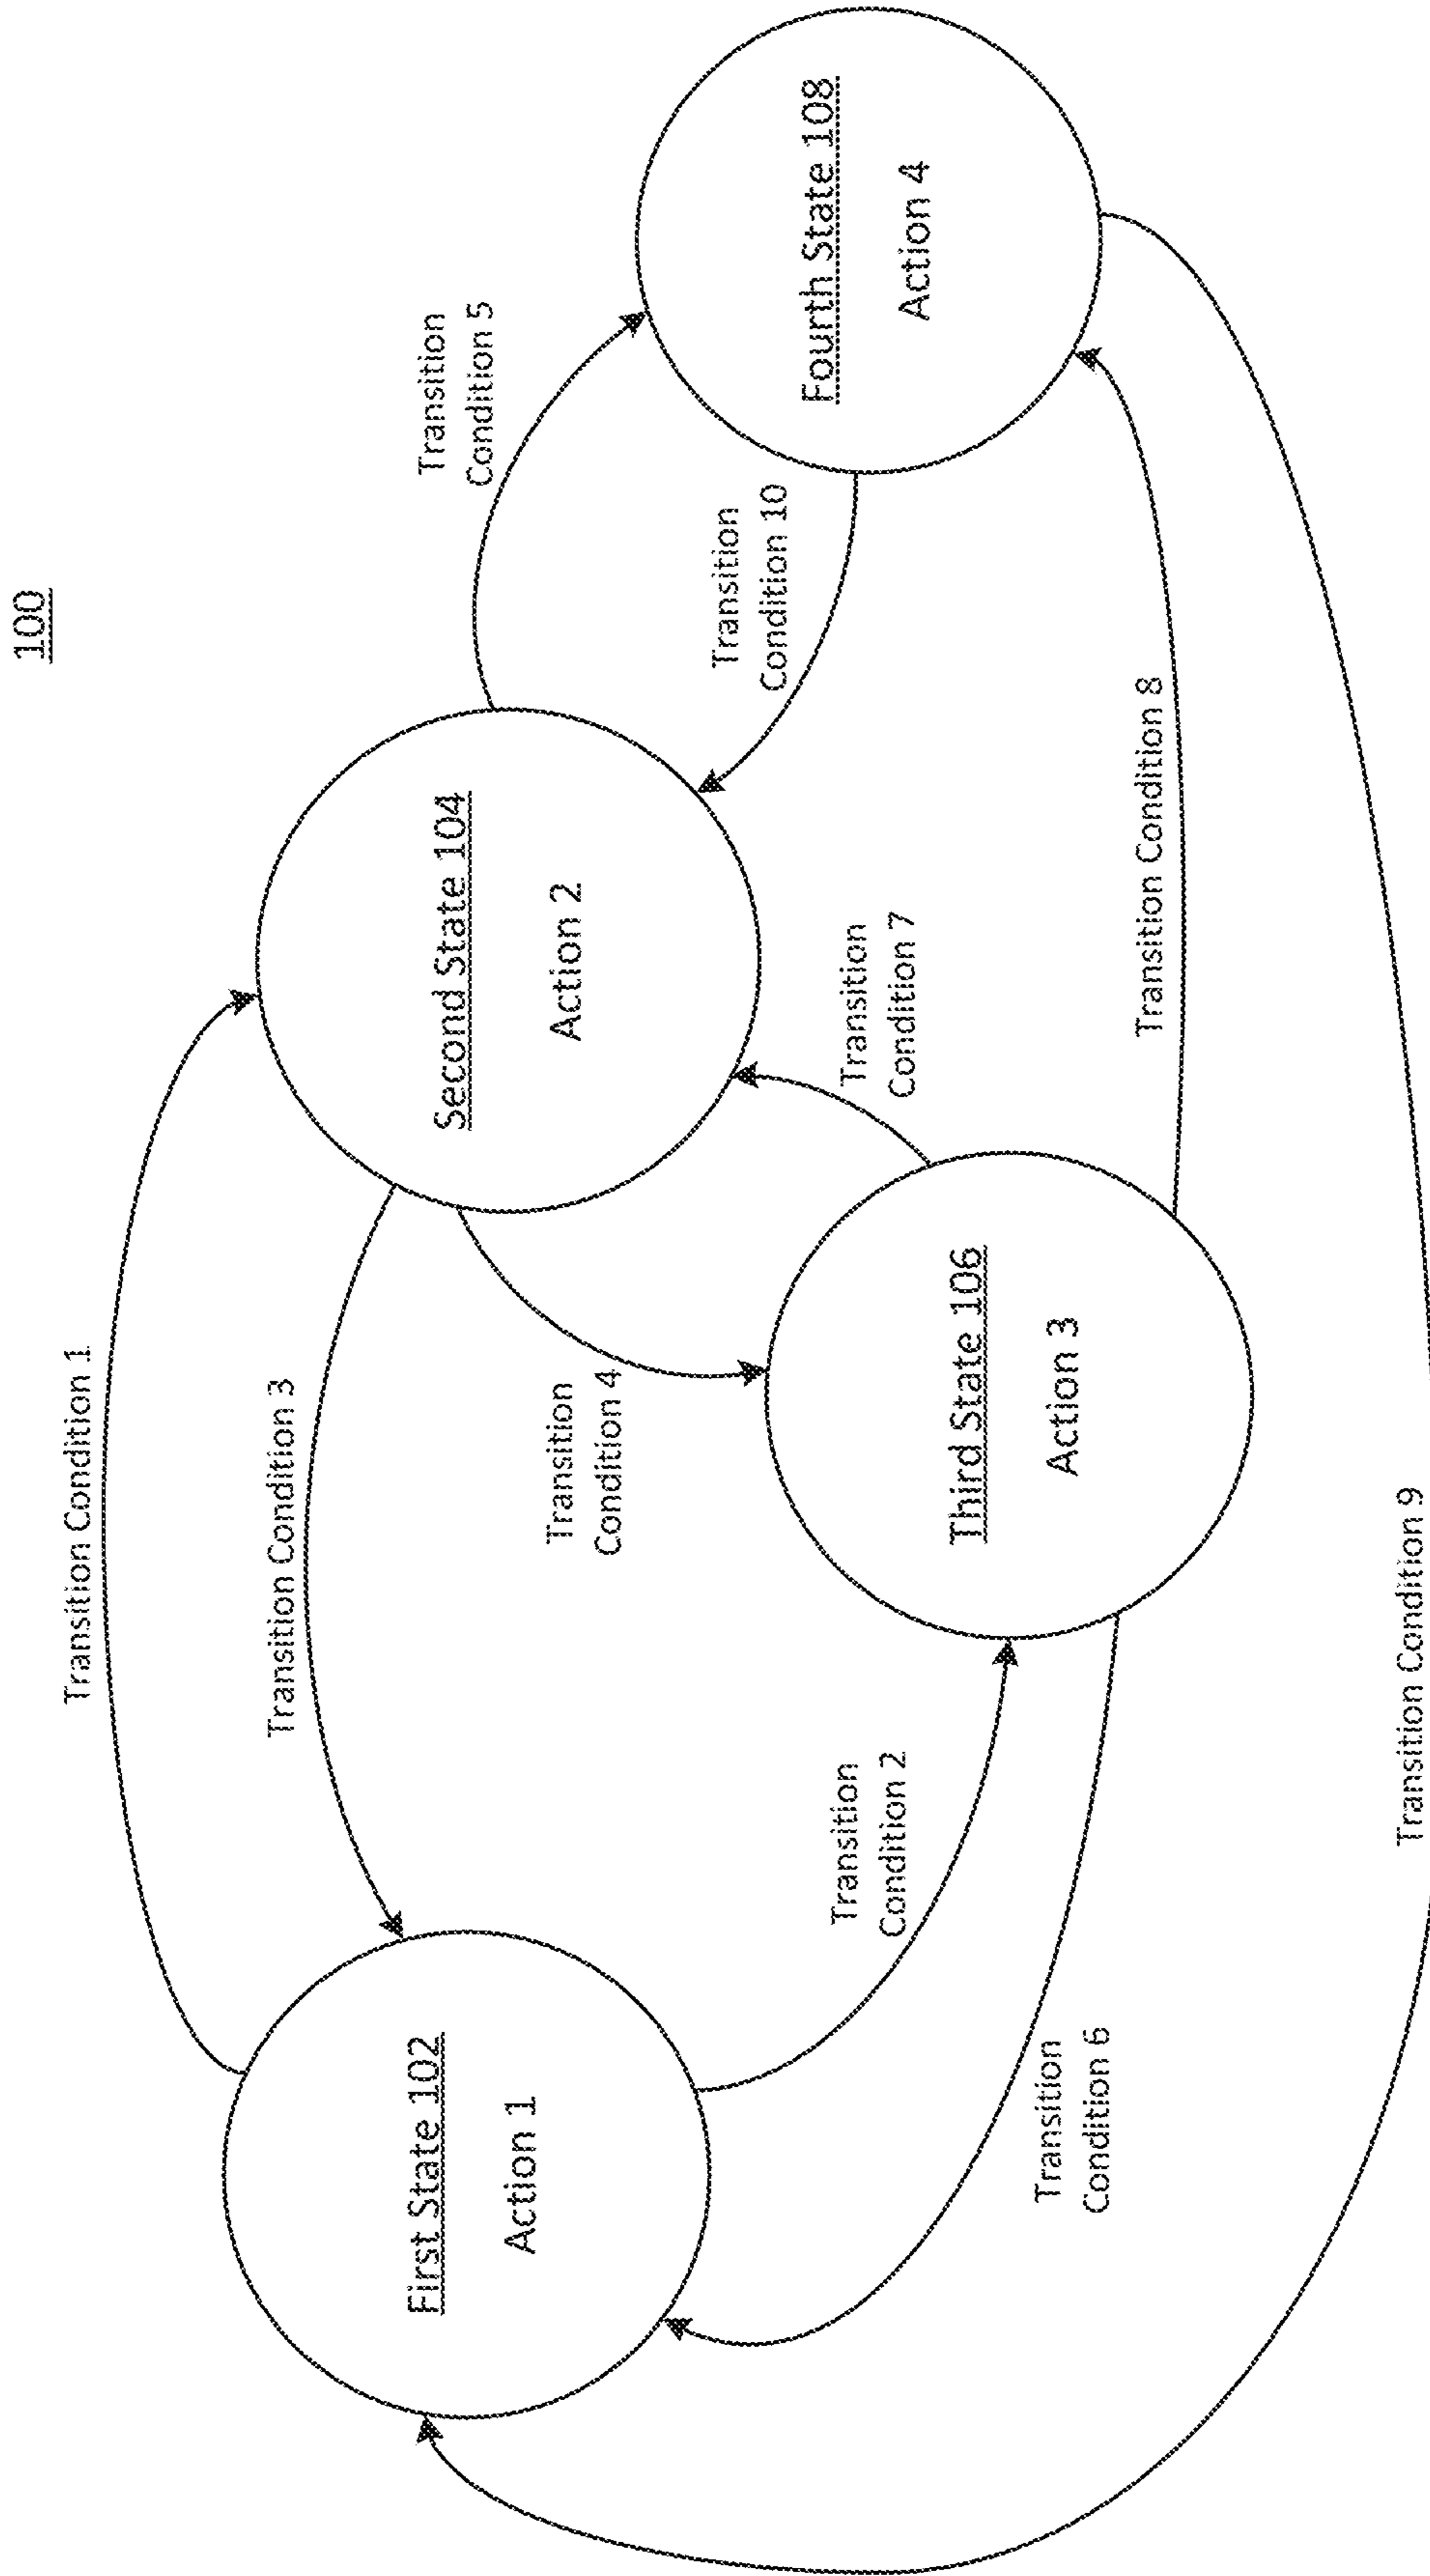 100
Transition Condition 1
Transition Condition 3
First State 102
Action 1
Second State 104
Action 2
Transition
Condition 5
Transition
Condition 4
Transition
Condition 10
Fourth State 108
Action 4
Transition
Condition 2
Transition
Condition 7
Third State 106
Action 3
Transition
Condition 6
Transition Condition 8
Transition Condition 9